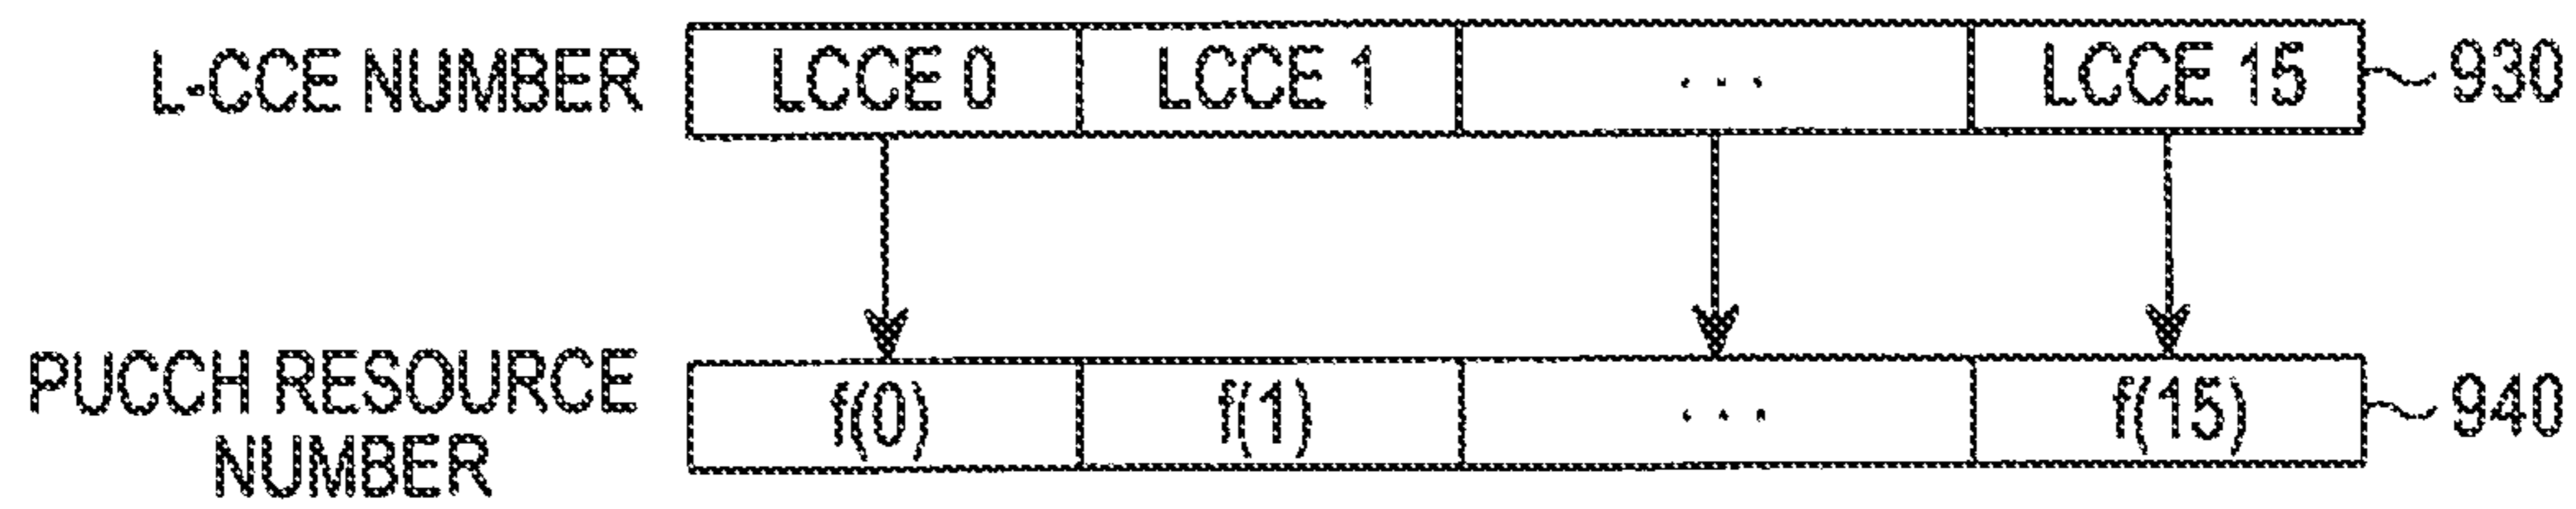 L-CCE NUMBER LCCE 0 LCCE 1 ... LCCE 15 930
PUCCH RESOURCE
NUMBER
f(0) f(1) ... f(15) 940